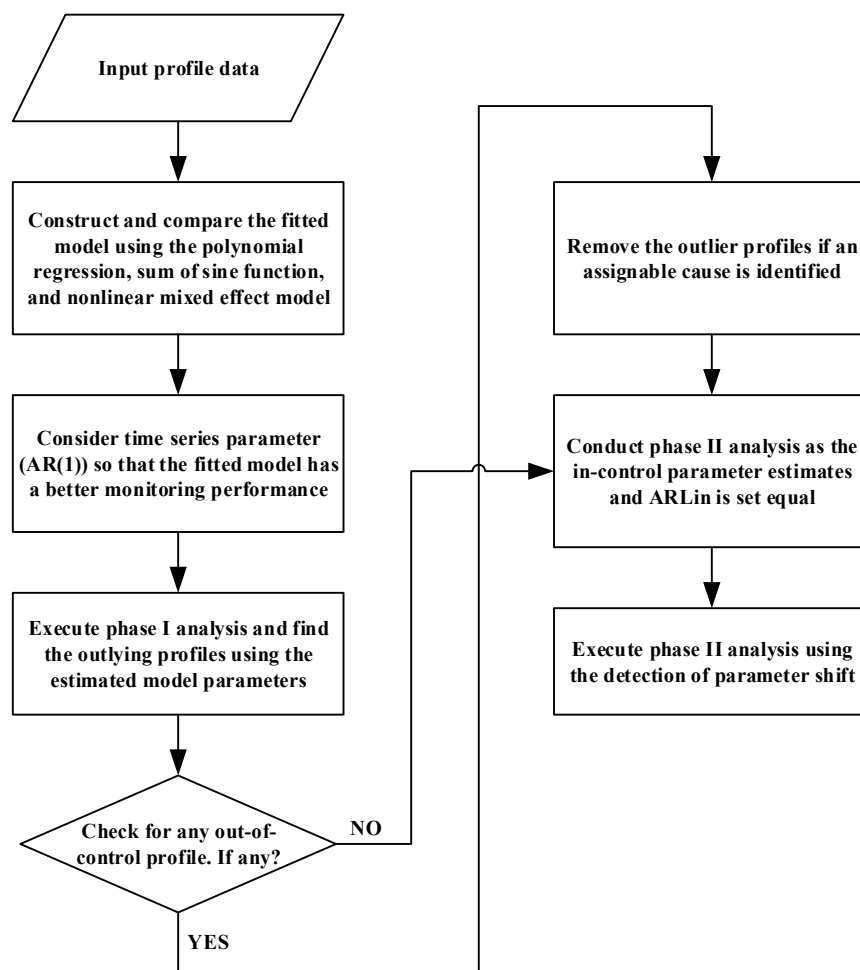 Input profile data
Construct and compare the fitted
model using the polynomial
regression, sum of sine function,
and nonlinear mixed effect model
Consider time series parameter
(AR(1)) so that the fitted model has
a better monitoring performance
Execute phase I analysis and find
the outlying profiles using the
estimated model parameters
Check for any out-of-
control profile. If any?
NO
YES
Remove the outlier profiles if an
assignable cause is identified
Conduct phase II analysis as the
in-control parameter estimates
and ARLin is set equal
Execute phase II analysis using
the detection of parameter shift